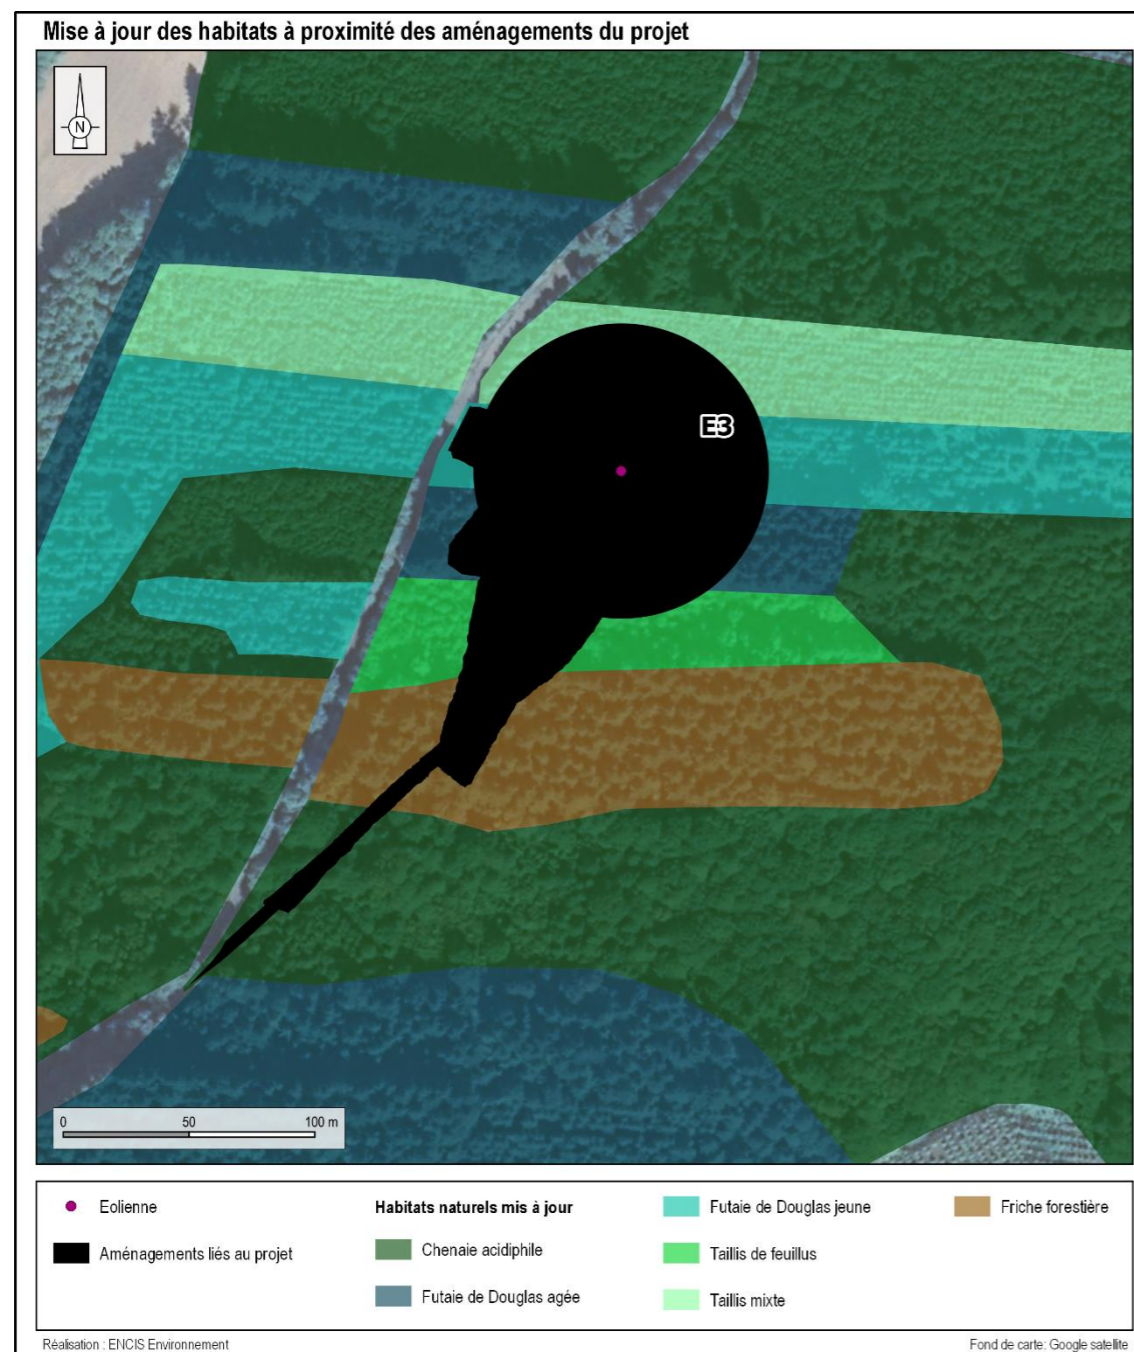 Mise à jour des habitats à proximité des aménagements du projet
N
E3
0 50 100 m
Eolienne
Aménagements liés au projet
Habitats naturels mis à jour
Chenaie acidiphile
Futaie de Douglas agée
Futaie de Douglas jeune
Taillis de feuillus
Taillis mixte
Friche forestière
Réalisation : ENCIS Environnement
Fond de carte: Google satellite